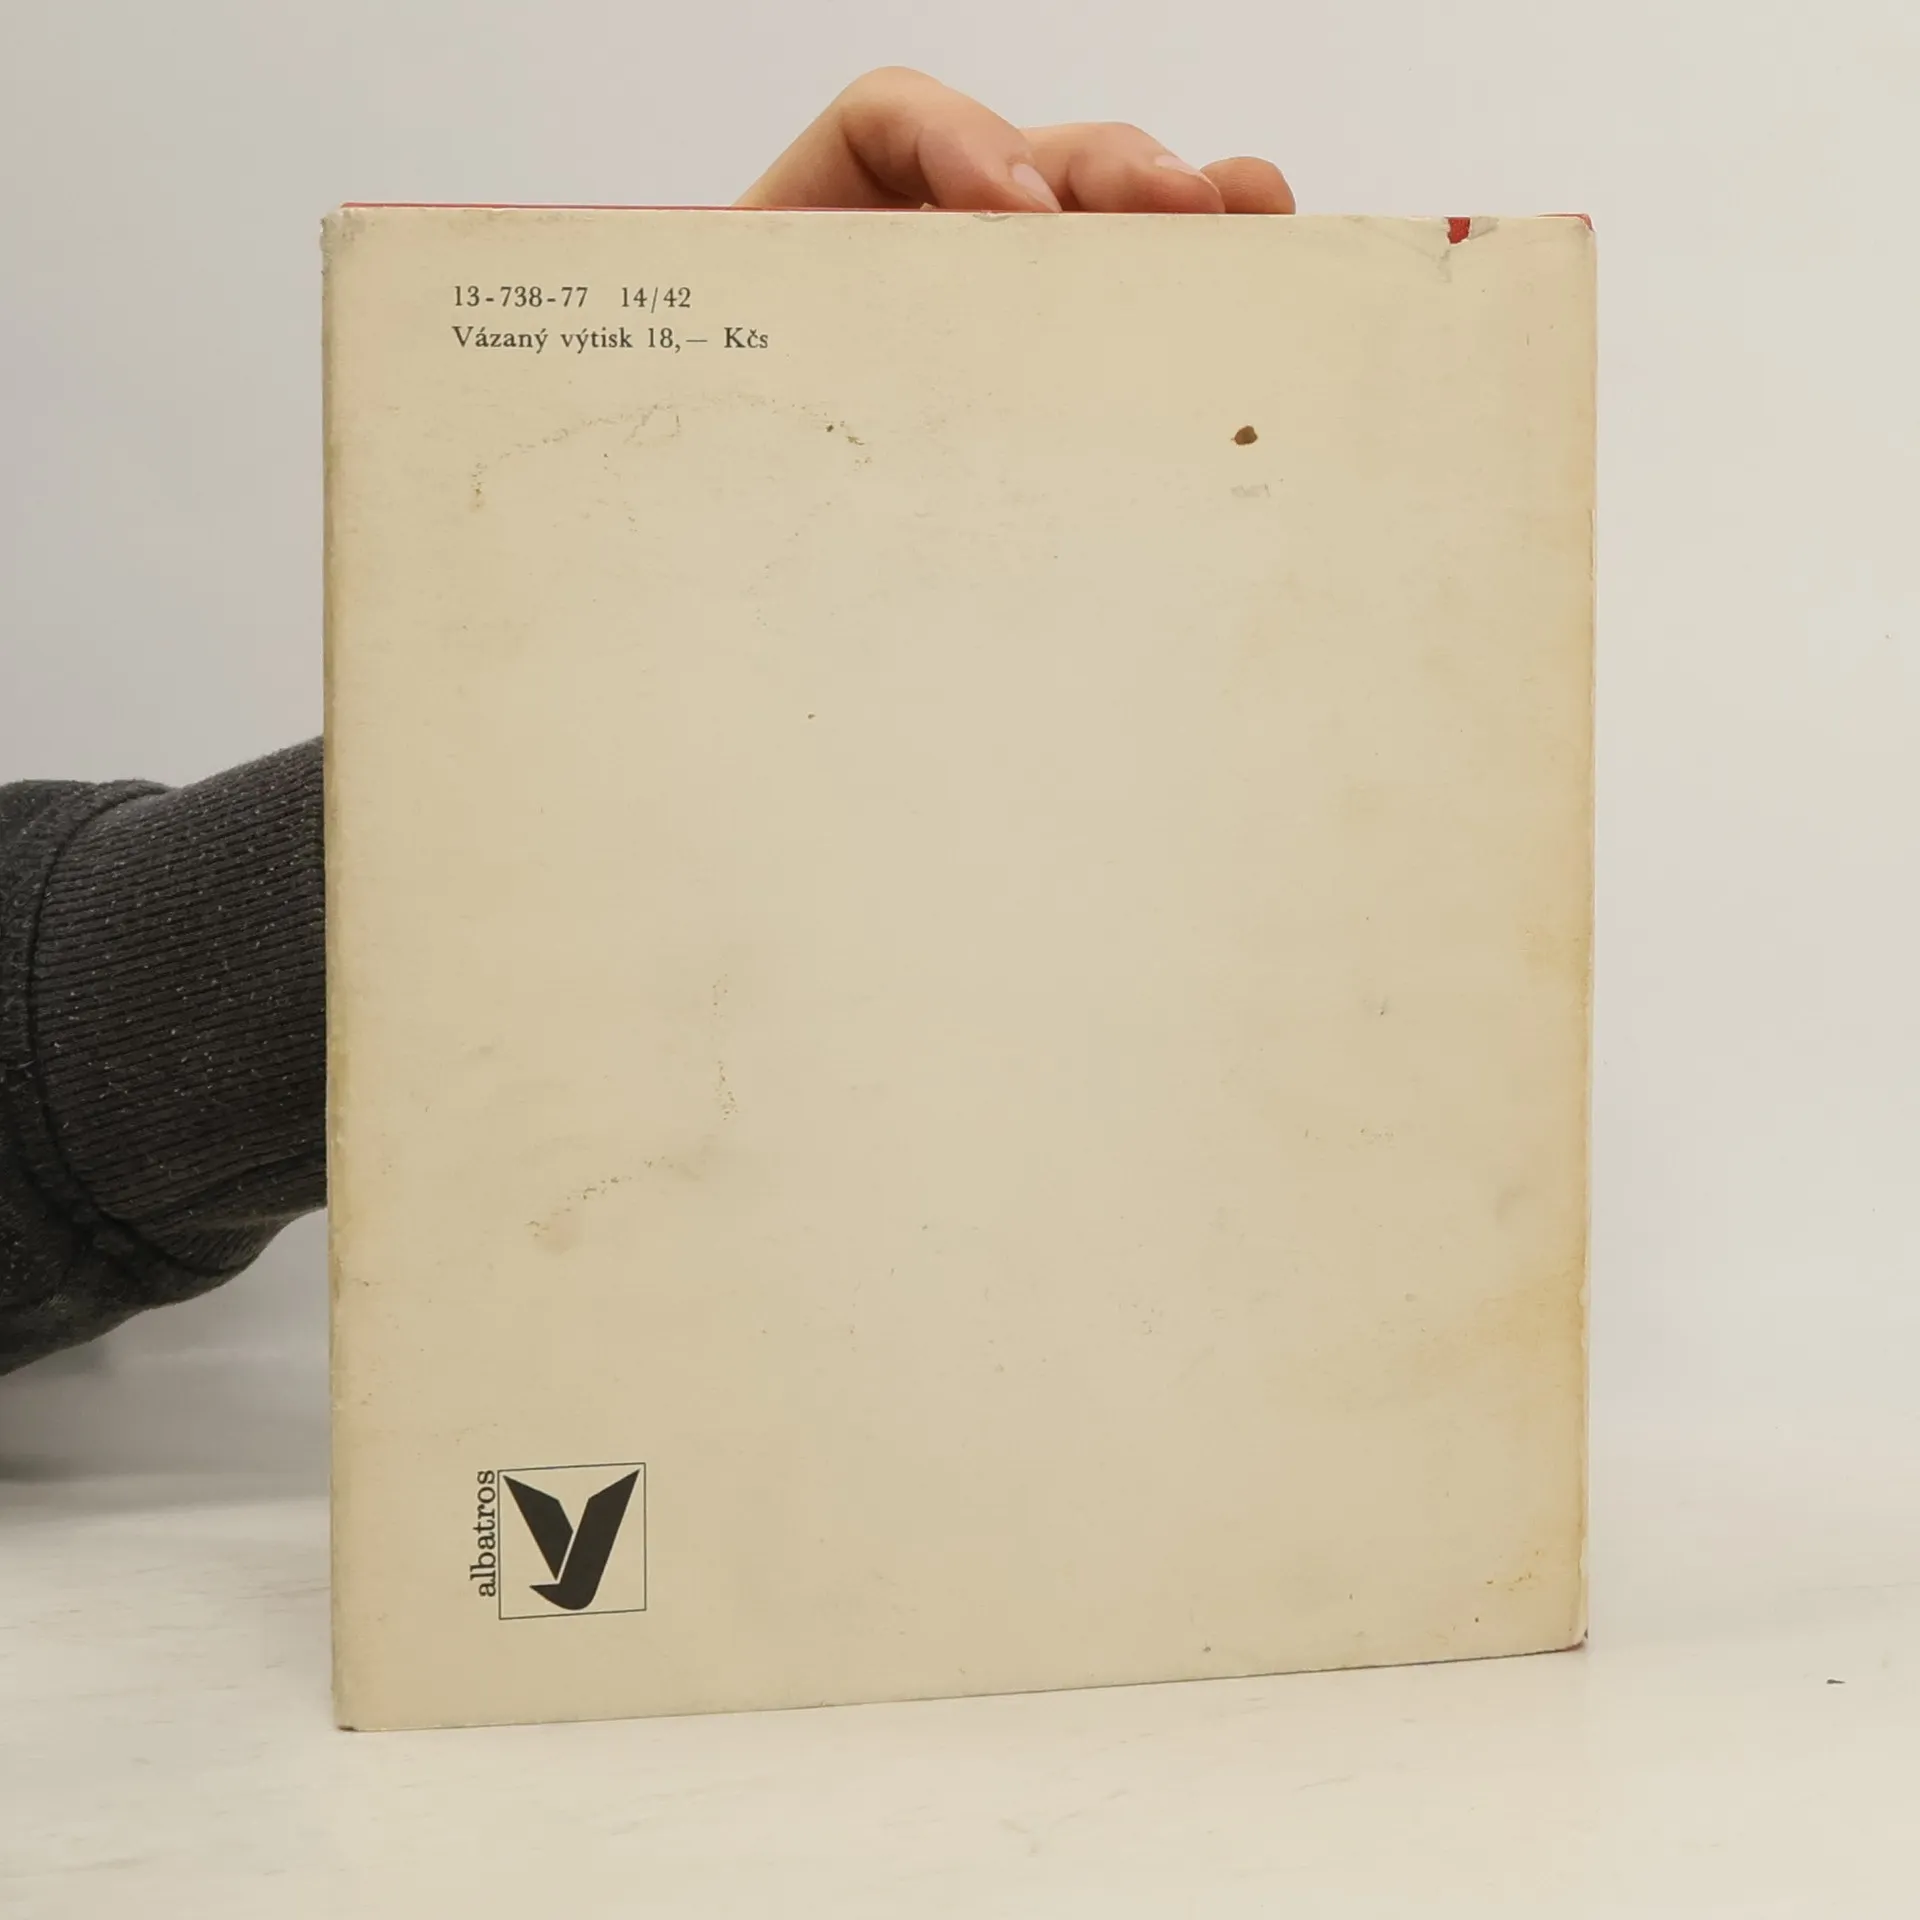 13-738-77 14/42
Vázaný výtisk 18,— Kčs
albatros